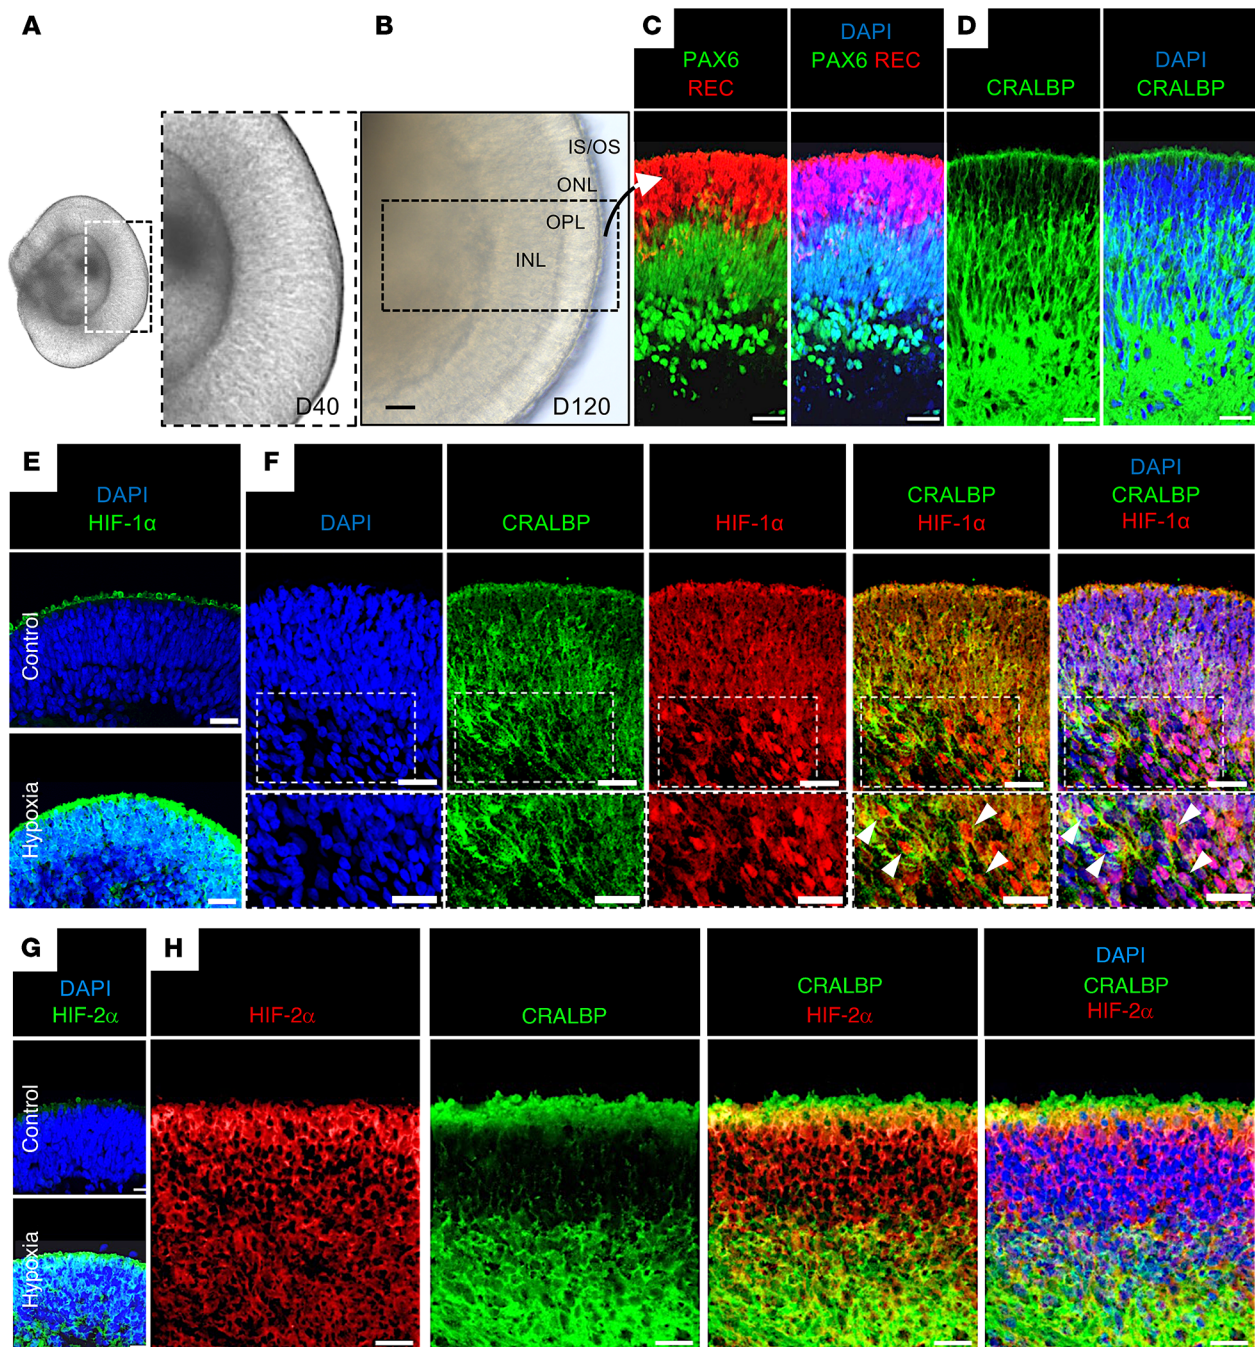 A
B
C
D
PAX6
REC
DAPI
PAX6 REC
CRALBP
DAPI
CRALBP
D40
IS/OS
ONL
OPL
INL
D120
E
F
DAPI
HIF-1α
DAPI
CRALBP
HIF-1α
CRALBP
HIF-1α
DAPI
CRALBP
HIF-1α
Control
Hypoxia
G
H
DAPI
HIF-2α
HIF-2α
CRALBP
CRALBP
HIF-2α
DAPI
CRALBP
HIF-2α
Control
Hypoxia